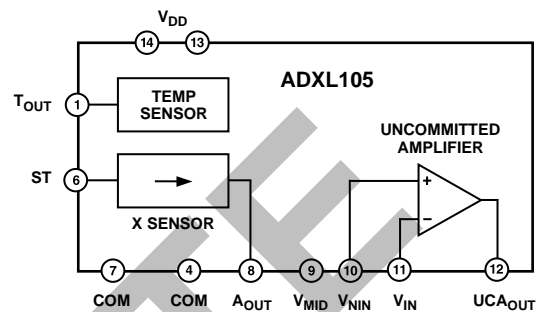 VDD
14 13
ADXL105
TOUT 1 TEMP
SENSOR
UNCOMMITTED
AMPLIFIER
ST 6
+
−
X SENSOR
7 4 8 9 10 11 12
COM COM AOUT VMID VNIN VIN UCAOUT